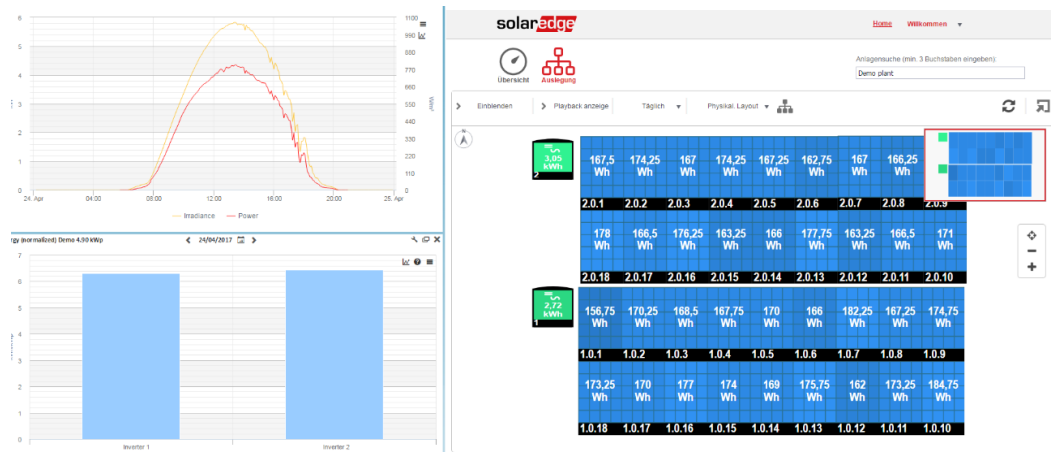 6
5
4
3
2
1
0
1100
990
880
770
660
550
440
330
220
110
0
W/m²
24. Apr
04:00
08:00
12:00
16:00
20:00
25. Apr
Irradiance
Power
rgy (normalized) Demo 4.90 kWp
24/04/2017
7
6
5
4
3
2
1
0
Inverter 1
Inverter 2
solaredge
Home
Willkommen
Übersicht
Auslegung
Anlagensuche (min. 3 Buchstaben eingeben):
Demo plant
Einblenden
Playback anzeige
Täglich
Physikal. Layout
3,05
kWh
2
167,5 174,25 167 174,25 167,25 162,75 167 166,25
Wh Wh Wh Wh Wh Wh Wh Wh
2.0.1 2.0.2 2.0.3 2.0.4 2.0.5 2.0.6 2.0.7 2.0.8 2.0.9
178 166,5 176,25 163,25 166 177,75 163,25 166,5 171
Wh Wh Wh Wh Wh Wh Wh Wh Wh
2.0.18 2.0.17 2.0.16 2.0.15 2.0.14 2.0.13 2.0.12 2.0.11 2.0.10
2,72
kWh
1
156,75 170,25 168,5 167,75 170 166 182,25 167,25 174,75
Wh Wh Wh Wh Wh Wh Wh Wh Wh
1.0.1 1.0.2 1.0.3 1.0.4 1.0.5 1.0.6 1.0.7 1.0.8 1.0.9
173,25 170 177 174 169 175,75 162 173,25 184,75
Wh Wh Wh Wh Wh Wh Wh Wh Wh
1.0.18 1.0.17 1.0.16 1.0.15 1.0.14 1.0.13 1.0.12 1.0.11 1.0.10